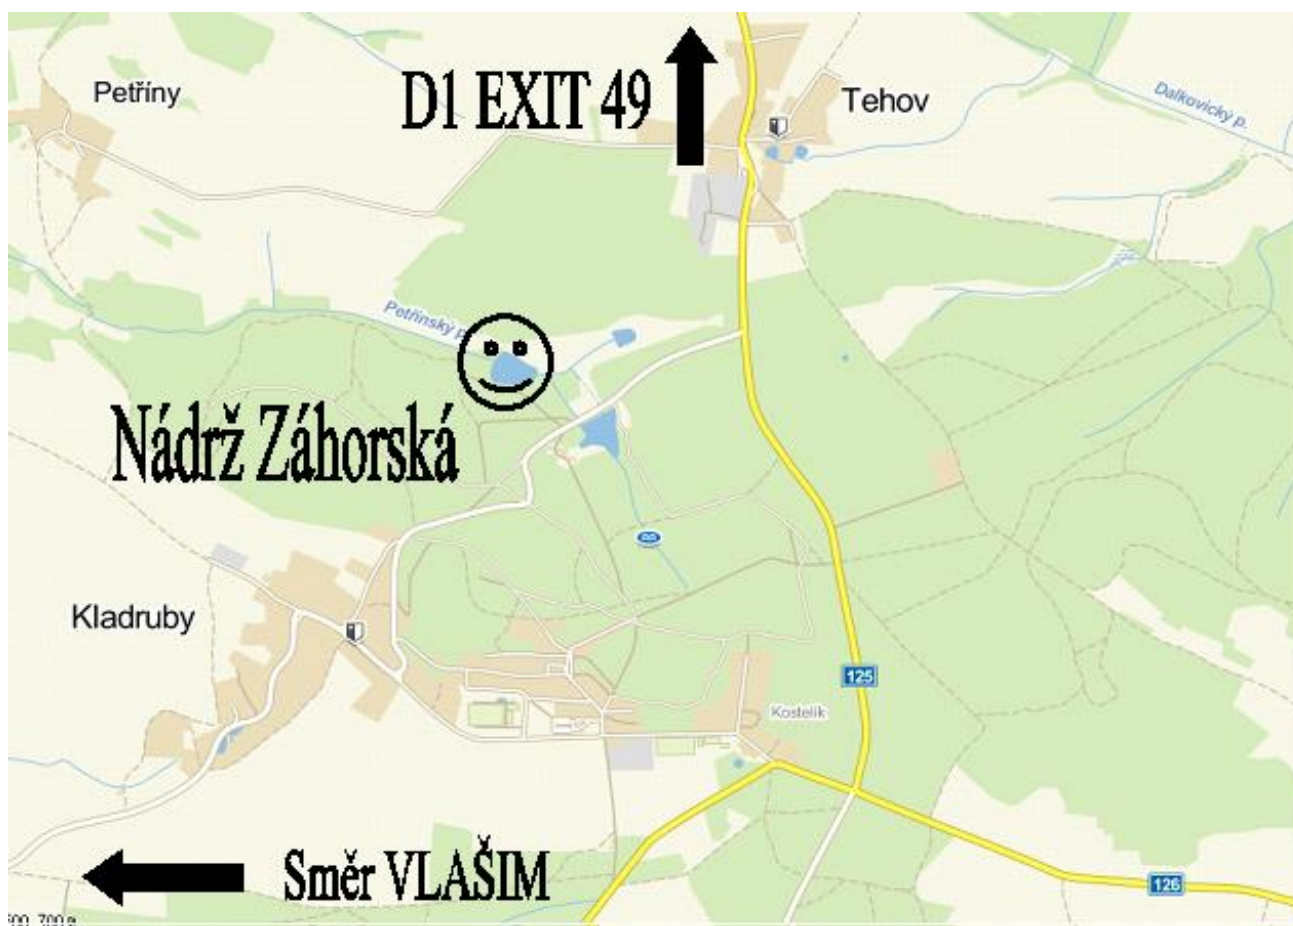 Petříny
D1 EXIT 49
Tehov
Dalkovický p.
Petřínský p.
Nádrž Záhorská
Kladruby
125
Kostelík
126
Směr VLAŠIM